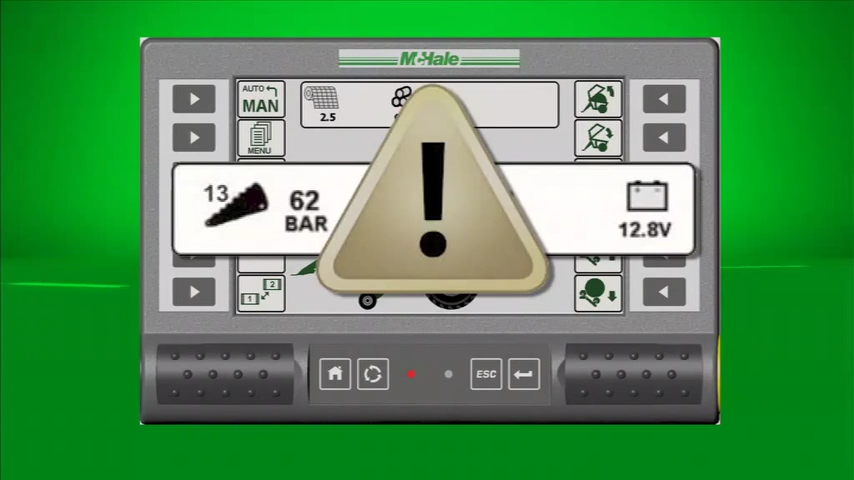 McHale
AUTO
MAN
2.5
MENU
13
62
BAR
!
12.8V
1 2
ESC